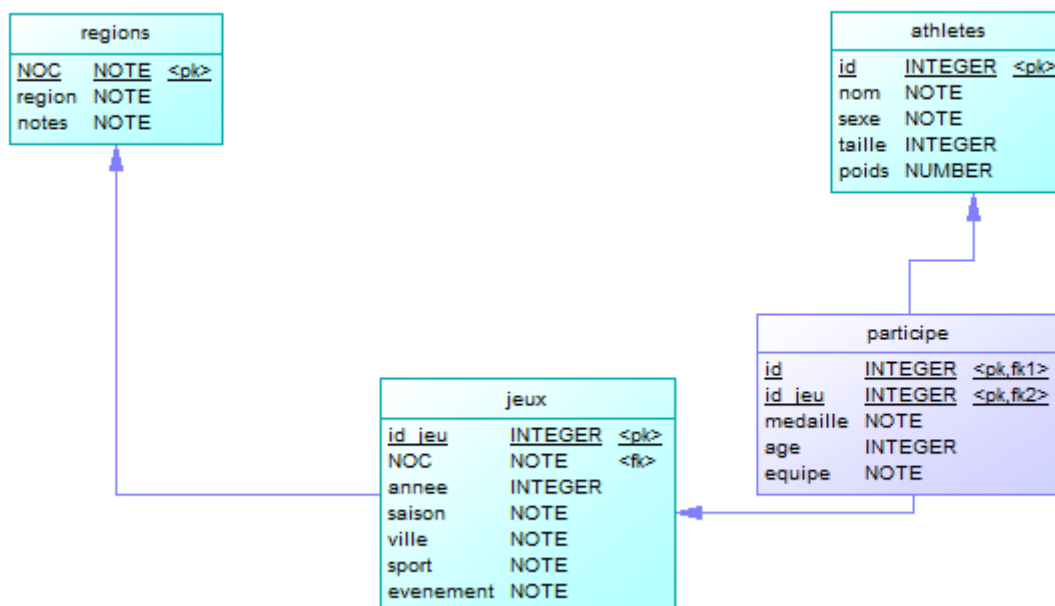 regions
NOC NOTE <pk>
region NOTE
notes NOTE
athletes
id INTEGER <pk>
nom NOTE
sexe NOTE
taille INTEGER
poids NUMBER
participe
id INTEGER <pk,fk1>
id_jeu INTEGER <pk,fk2>
medaille NOTE
age INTEGER
equipe NOTE
jeux
id_jeu INTEGER <pk>
NOC NOTE <fk>
annee INTEGER
saison NOTE
ville NOTE
sport NOTE
evenement NOTE